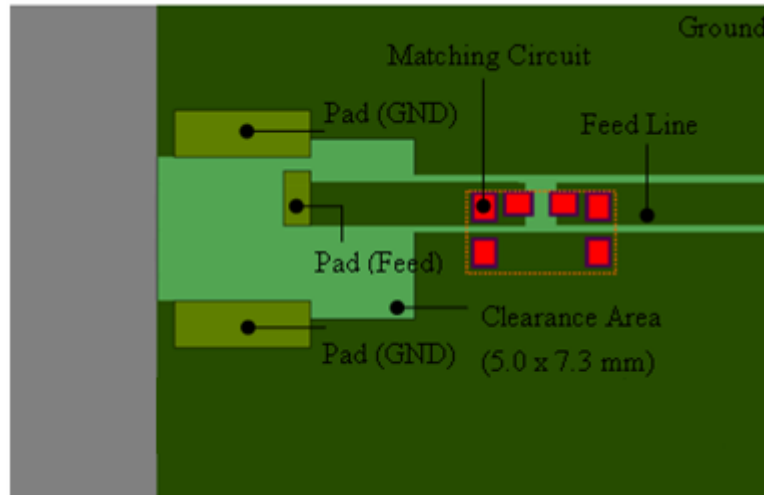 Ground
Matching Circuit
Pad (GND)
Feed Line
Pad (Feed)
Clearance Area
Pad (GND)
(5.0 x 7.3 mm)